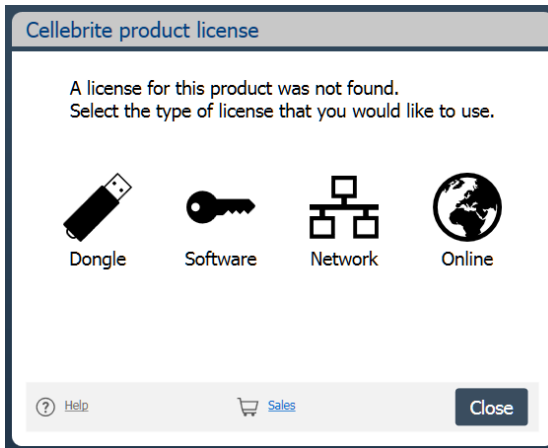 Cellebrite product license
A license for this product was not found.
Select the type of license that you would like to use.
Dongle
Software
Network
Online
? Help
Sales
Close